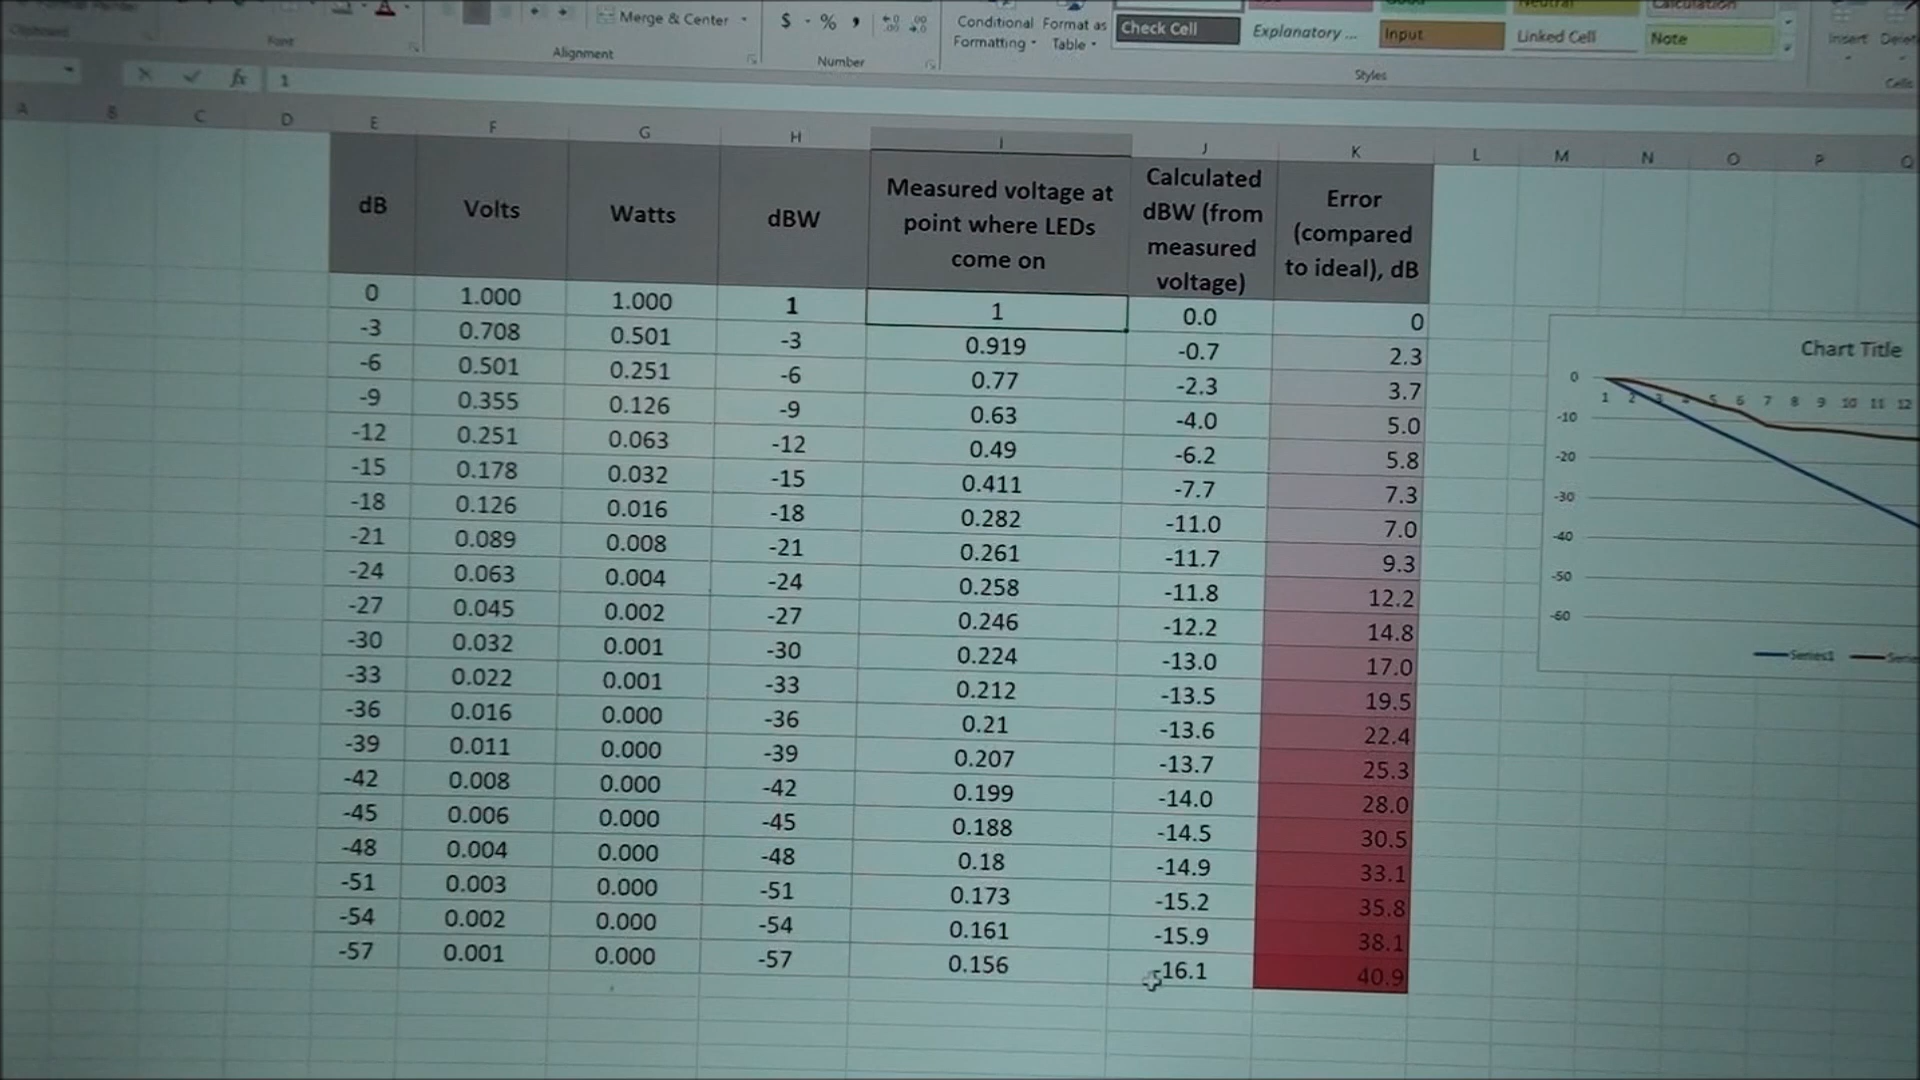 Merge & Center
$ - % ,
Conditional Format as
Formatting Table
Check Cell
Explanatory ...
Input
Linked Cell
Note
Neutral
Calculation
Insert
Clipboard
Font
Alignment
Number
Styles
Cells
fx 1
A B C D E F G H I J K L M N O P Q
dB
Volts
Watts
dBW
Measured voltage at
point where LEDs
come on
Calculated
dBW (from
measured
voltage)
Error
(compared
to ideal), dB
0 1.000 1.000 1 1 0.0 0
-3 0.708 0.501 -3 0.919 -0.7 2.3
-6 0.501 0.251 -6 0.77 -2.3 3.7
-9 0.355 0.126 -9 0.63 -4.0 5.0
-12 0.251 0.063 -12 0.49 -6.2 5.8
-15 0.178 0.032 -15 0.411 -7.7 7.3
-18 0.126 0.016 -18 0.282 -11.0 7.0
-21 0.089 0.008 -21 0.261 -11.7 9.3
-24 0.063 0.004 -24 0.258 -11.8 12.2
-27 0.045 0.002 -27 0.246 -12.2 14.8
-30 0.032 0.001 -30 0.224 -13.0 17.0
-33 0.022 0.001 -33 0.212 -13.5 19.5
-36 0.016 0.000 -36 0.21 -13.6 22.4
-39 0.011 0.000 -39 0.207 -13.7 25.3
-42 0.008 0.000 -42 0.199 -14.0 28.0
-45 0.006 0.000 -45 0.188 -14.5 30.5
-48 0.004 0.000 -48 0.18 -14.9 33.1
-51 0.003 0.000 -51 0.173 -15.2 35.8
-54 0.002 0.000 -54 0.161 -15.9 38.1
-57 0.001 0.000 -57 0.156 -16.1 40.9
Chart Title
0
1 2 3 4 5 6 7 8 9 10 11 12
-10
-20
-30
-40
-50
-60
Series1